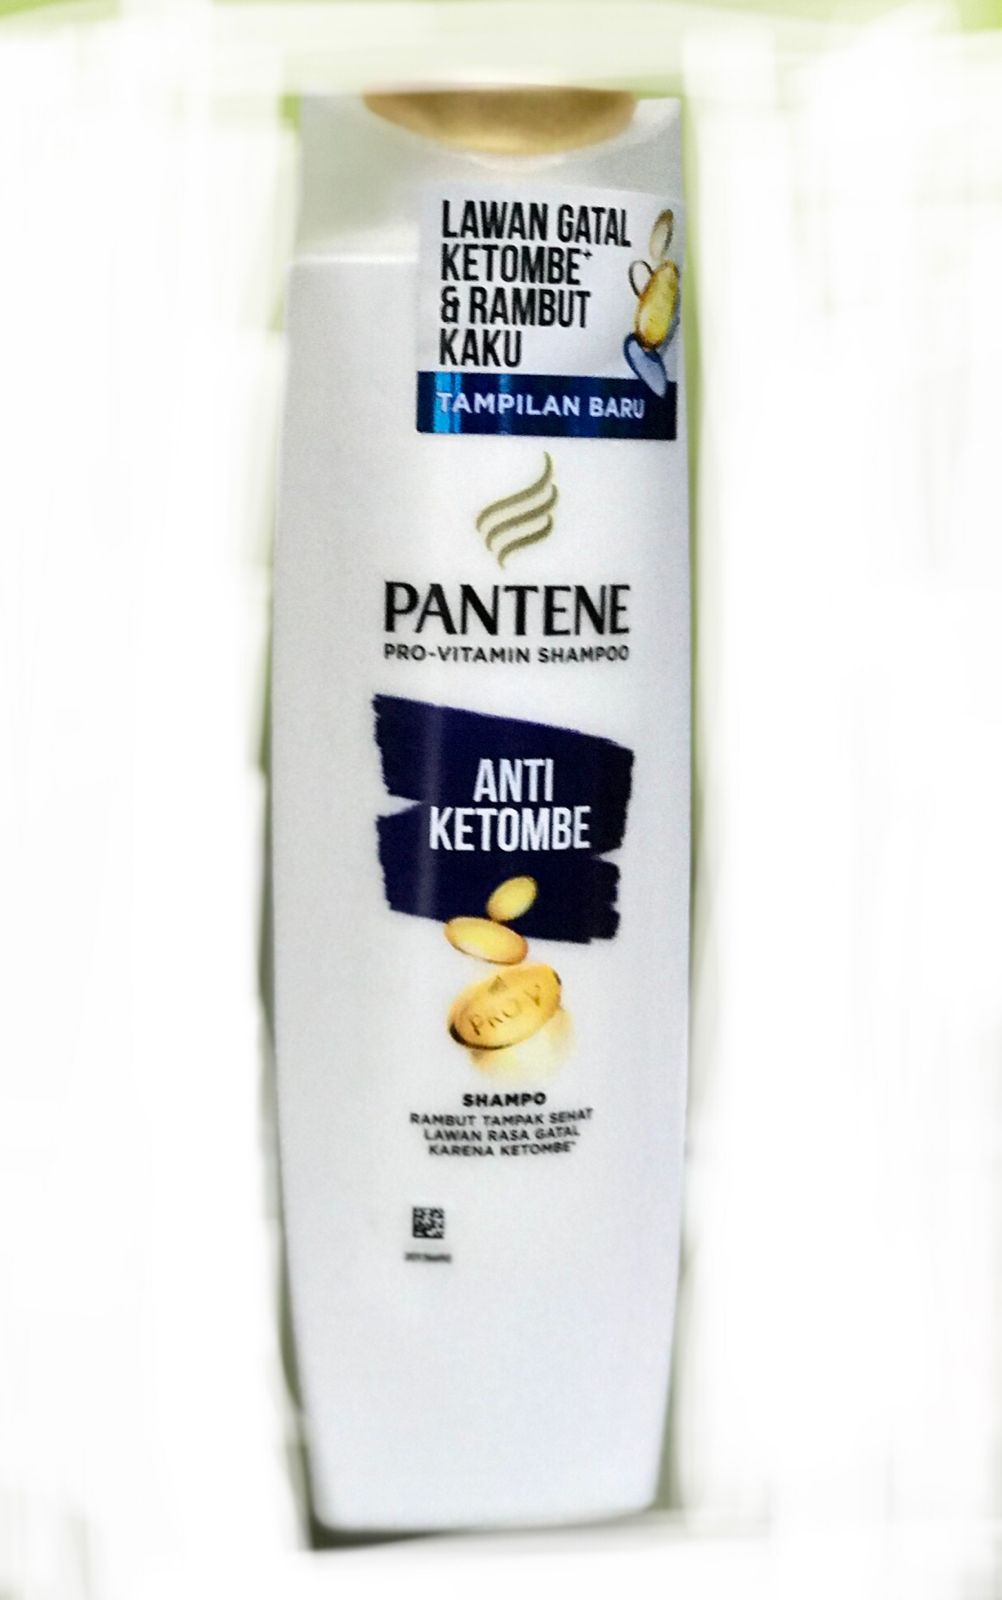 LAWAN GATAL
KETOMBE+
& RAMBUT
KAKU
TAMPILAN BARU
PANTENE
PRO-VITAMIN SHAMPOO
ANTI
KETOMBE
PRO V
SHAMPO
RAMBUT TAMPAK SEHAT
LAWAN RASA GATAL
KARENA KETOMBE*